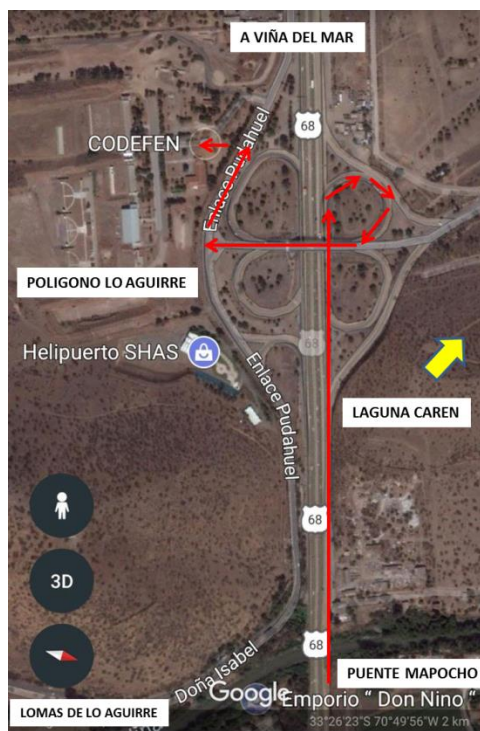 A VIÑA DEL MAR
68
CODEFEN
Enlace Pudahuel
POLIGONO LO AGUIRRE
68
Helipuerto SHAS
Enlace Pudahuel
LAGUNA CAREN
68
3D
68
PUENTE MAPOCHO
Doña Isabel
Google
Emporio “ Don Nino “
LOMAS DE LO AGUIRRE
33°26'23"S 70°49'56"W 2 km